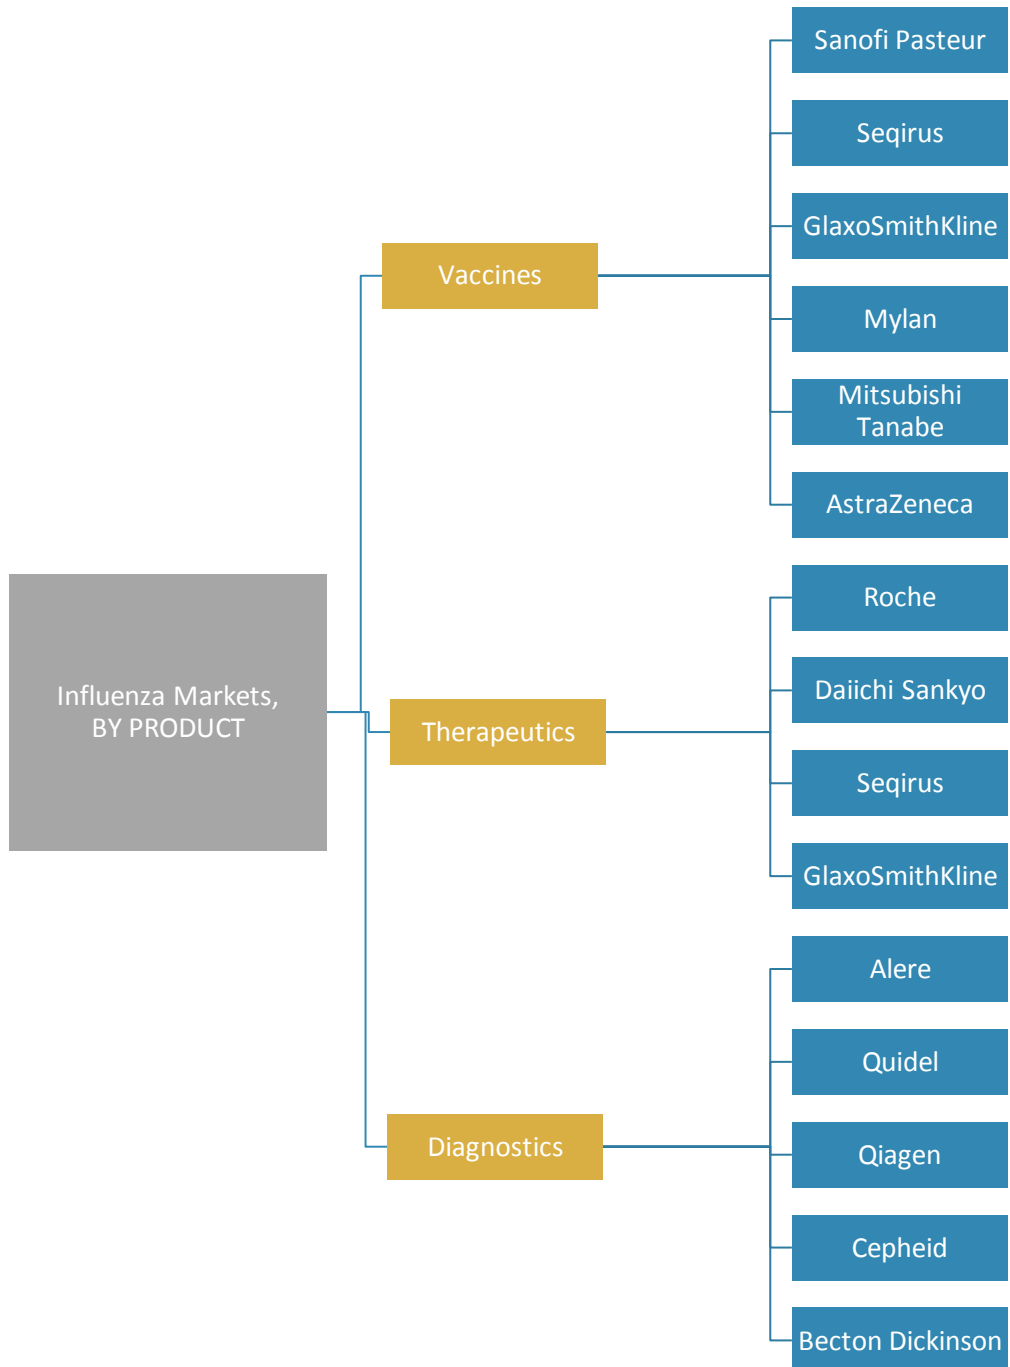 Influenza Markets,
BY PRODUCT
Vaccines
Sanofi Pasteur
Seqirus
GlaxoSmithKline
Mylan
Mitsubishi
Tanabe
AstraZeneca
Therapeutics
Roche
Daiichi Sankyo
Seqirus
GlaxoSmithKline
Diagnostics
Alere
Quidel
Qiagen
Cepheid
Becton Dickinson